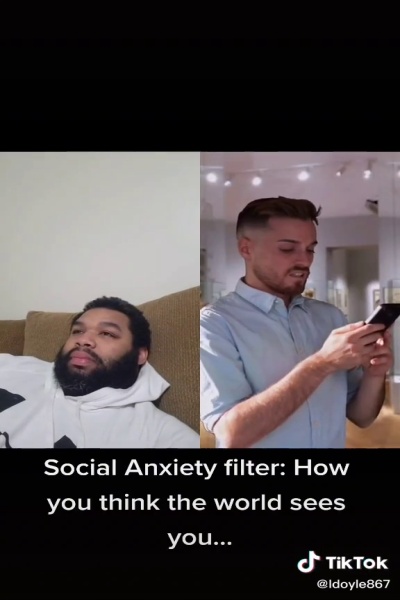 Social Anxiety filter: How
you think the world sees
you...
TikTok
@ldoyle867